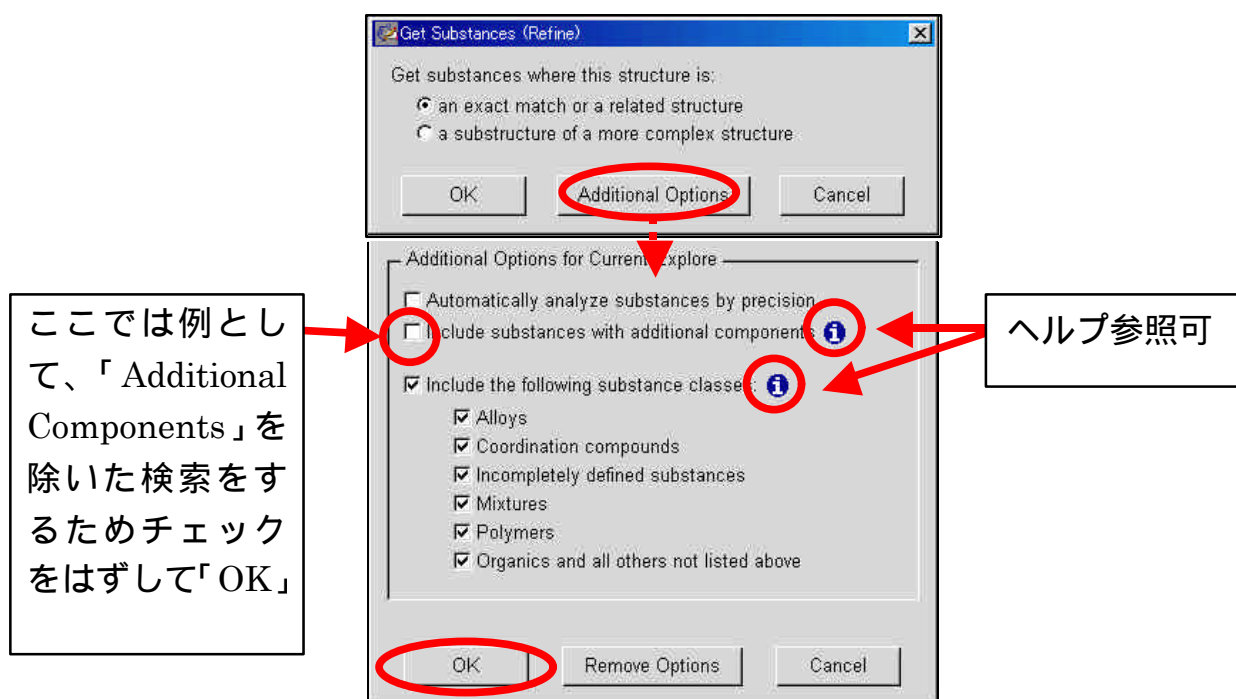 Get Substances (Refine)
Get substances where this structure is:
an exact match or a related structure
a substructure of a more complex structure
OK
Additional Options
Cancel
Additional Options for Current Explore
Automatically analyze substances by precision
Include substances with additional components
Include the following substance classes:
Alloys
Coordination compounds
Incompletely defined substances
Mixtures
Polymers
Organics and all others not listed above
OK
Remove Options
Cancel
ここでは例とし
て、「Additional
Components」を
除いた検索をす
るためチェック
をはずして「OK」
ヘルプ参照可